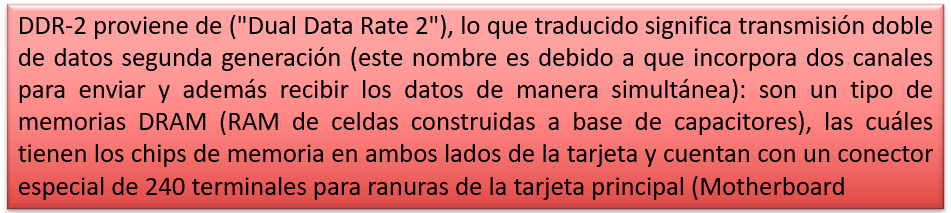 DDR-2 proviene de ("Dual Data Rate 2"), lo que traducido significa transmisión doble
de datos segunda generación (este nombre es debido a que incorpora dos canales
para enviar y además recibir los datos de manera simultánea): son un tipo de
memorias DRAM (RAM de celdas construidas a base de capacitores), las cuáles
tienen los chips de memoria en ambos lados de la tarjeta y cuentan con un conector
especial de 240 terminales para ranuras de la tarjeta principal (Motherboard